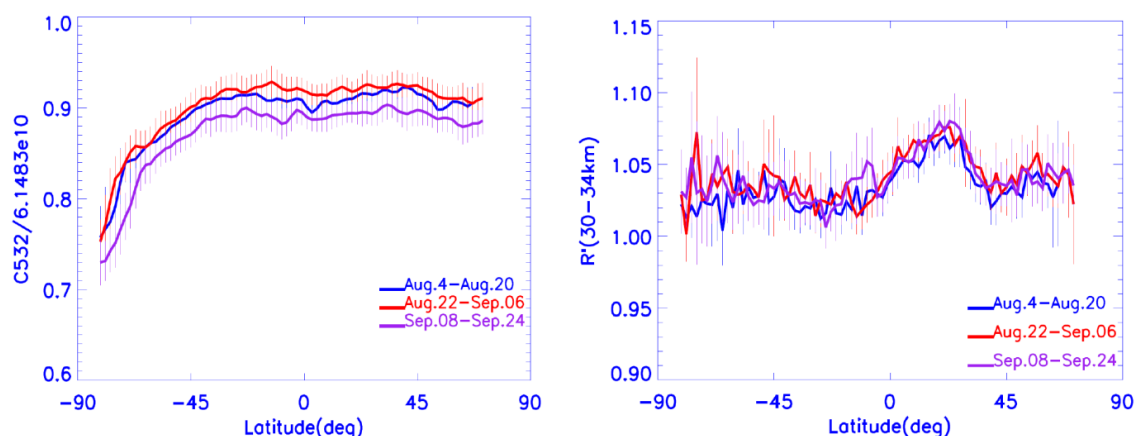 1.0
0.9
0.8
0.7
0.6
C532/6.1483e10
−90
−45
0
45
90
Latitude(deg)
Aug.4−Aug.20
Aug.22−Sep.06
Sep.08−Sep.24
1.15
1.10
1.05
1.00
0.95
0.90
R'(30−34km)
−90
−45
0
45
90
Latitude(deg)
Aug.4−Aug.20
Aug.22−Sep.06
Sep.08−Sep.24